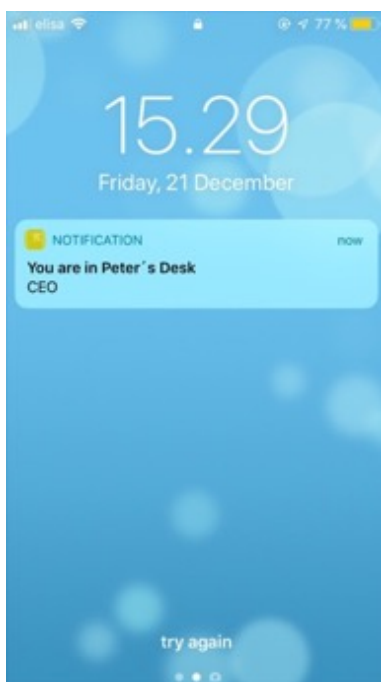 elisa 77 %
15.29
Friday, 21 December
NOTIFICATION now
You are in Peter´s Desk
CEO
try again